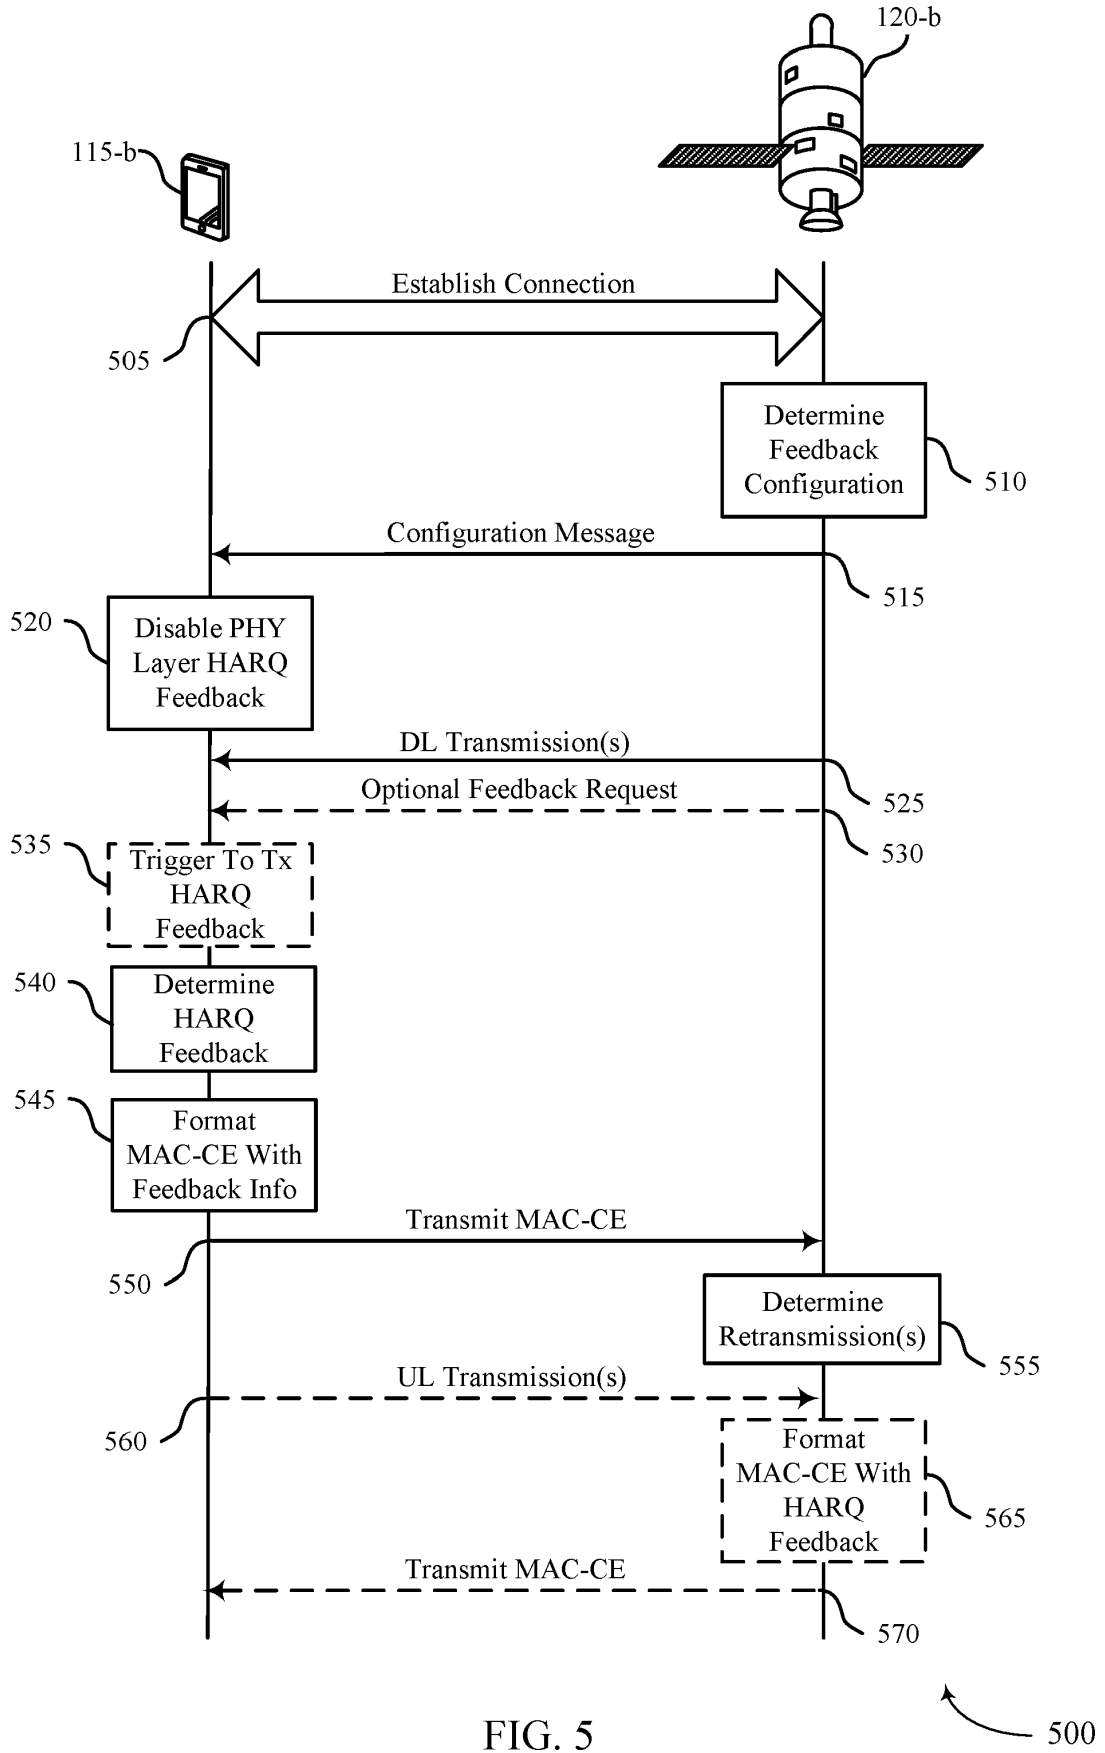 120-b
115-b
Establish Connection
505
Determine
Feedback
Configuration
510
Configuration Message
515
520
Disable PHY
Layer HARQ
Feedback
DL Transmission(s)
525
Optional Feedback Request
530
535
Trigger To Tx
HARQ
Feedback
540
Determine
HARQ
Feedback
545
Format
MAC-CE With
Feedback Info
Transmit MAC-CE
550
Determine
Retransmission(s)
555
UL Transmission(s)
560
Format
MAC-CE With
HARQ
Feedback
565
Transmit MAC-CE
570
500
FIG. 5